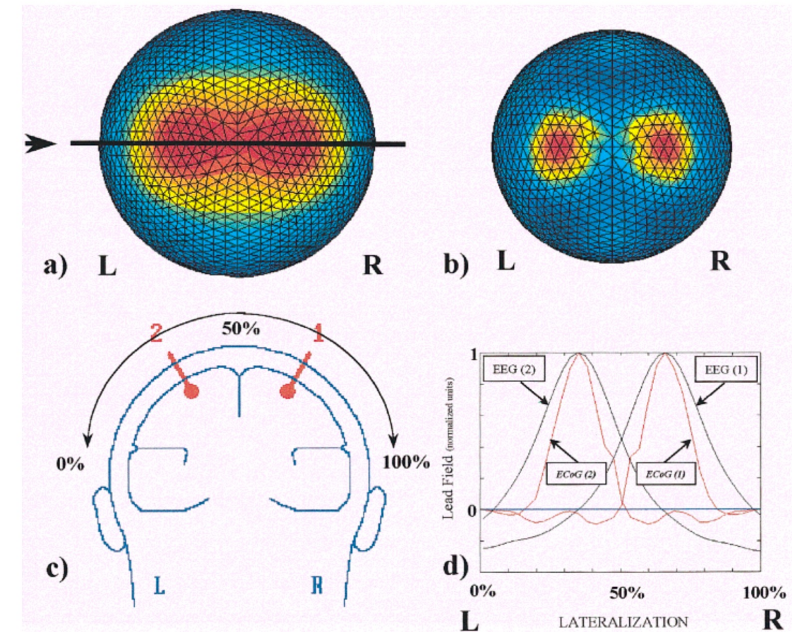 a) L R
b) L R
2 50% 1
0% 100%
c) L R
1
EEG (2) EEG (1)
Lead Field (normalized units)
ECoG (2) ECoG (1)
0
d)
0% 50% 100%
L LATERALIZATION R